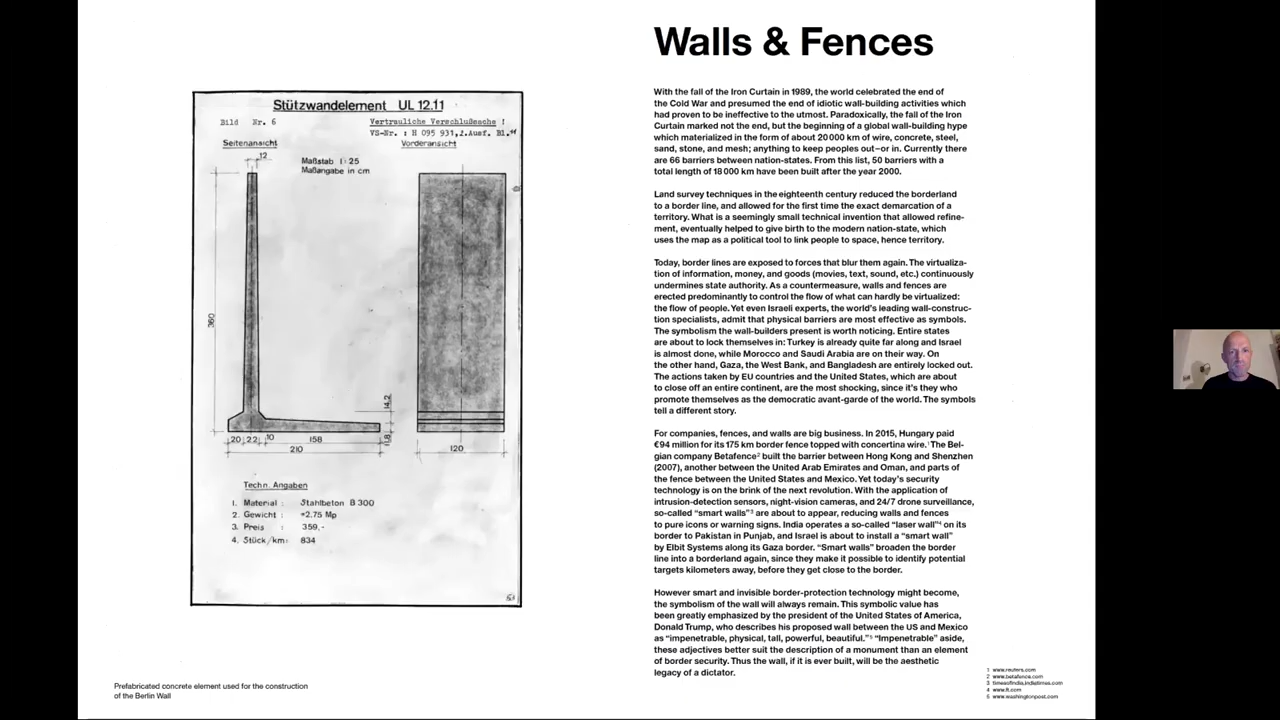 Walls & Fences
Stützwandelement UL 12.11
Bild Nr. 6
Vertrauliche Verschlußsache !
VS-Nr. : H 095 931, 2. Ausf. Bl. 41
Seitenansicht
Vorderansicht
12
Maßstab 1:25
Maßangabe in cm
360
14,2
11,8
20 22 10 158
210
120
Techn. Angaben
1. Material : Stahlbeton B 300
2. Gewicht : ≈2.75 Mp
3. Preis : 359,-
4. Stück/km: 834
Prefabricated concrete element used for the construction
of the Berlin Wall
With the fall of the Iron Curtain in 1989, the world celebrated the end of
the Cold War and presumed the end of idiotic wall-building activities which
had proven to be ineffective to the utmost. Paradoxically, the fall of the Iron
Curtain marked not the end, but the beginning of a global wall-building hype
which materialized in the form of about 20 000 km of wire, concrete, steel,
sand, stone, and mesh; anything to keep peoples out—or in. Currently there
are 66 barriers between nation-states. From this list, 50 barriers with a
total length of 18 000 km have been built after the year 2000.
Land survey techniques in the eighteenth century reduced the borderland
to a border line, and allowed for the first time the exact demarcation of a
territory. What is a seemingly small technical invention that allowed refine-
ment, eventually helped to give birth to the modern nation-state, which
uses the map as a political tool to link people to space, hence territory.
Today, border lines are exposed to forces that blur them again. The virtualiza-
tion of information, money, and goods (movies, text, sound, etc.) continuously
undermines state authority. As a countermeasure, walls and fences are
erected predominantly to control the flow of what can hardly be virtualized:
the flow of people. Yet even Israeli experts, the world's leading wall-construc-
tion specialists, admit that physical barriers are most effective as symbols.
The symbolism the wall-builders present is worth noticing. Entire states
are about to lock themselves in: Turkey is already quite far along and Israel
is almost done, while Morocco and Saudi Arabia are on their way. On
the other hand, Gaza, the West Bank, and Bangladesh are entirely locked out.
The actions taken by EU countries and the United States, which are about
to close off an entire continent, are the most shocking, since it's they who
promote themselves as the democratic avant-garde of the world. The symbols
tell a different story.
For companies, fences, and walls are big business. In 2015, Hungary paid
€94 million for its 175 km border fence topped with concertina wire.¹ The Bel-
gian company Betafence² built the barrier between Hong Kong and Shenzhen
(2007), another between the United Arab Emirates and Oman, and parts of
the fence between the United States and Mexico. Yet today's security
technology is on the brink of the next revolution. With the application of
intrusion-detection sensors, night-vision cameras, and 24/7 drone surveillance,
so-called “smart walls”³ are about to appear, reducing walls and fences
to pure icons or warning signs. India operates a so-called “laser wall”⁴ on its
border to Pakistan in Punjab, and Israel is about to install a “smart wall”
by Elbit Systems along its Gaza border. “Smart walls” broaden the border
line into a borderland again, since they make it possible to identify potential
targets kilometers away, before they get close to the border.
However smart and invisible border-protection technology might become,
the symbolism of the wall will always remain. This symbolic value has
been greatly emphasized by the president of the United States of America,
Donald Trump, who describes his proposed wall between the US and Mexico
as “impenetrable, physical, tall, powerful, beautiful.”⁵ “Impenetrable” aside,
these adjectives better suit the description of a monument than an element
of border security. Thus the wall, if it is ever built, will be the aesthetic
legacy of a dictator.
1 www.reuters.com
2 www.betafence.com
3 timesofindia.indiatimes.com
4 www.ft.com
5 www.washingtonpost.com